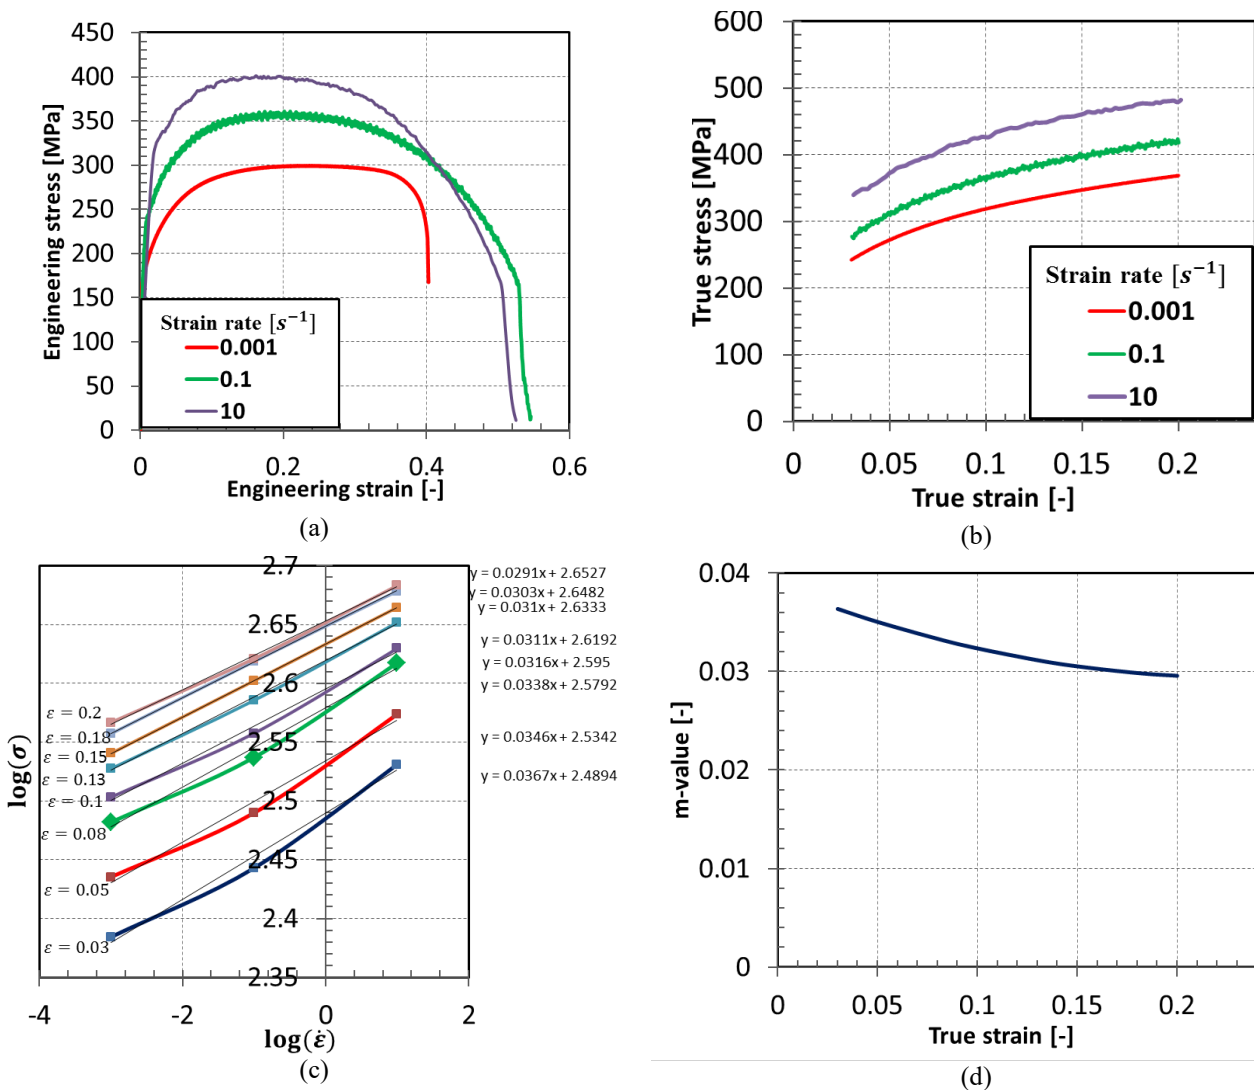 450
400
350
300
250
200
150
100
50
0
Engineering stress [MPa]
Strain rate [s⁻¹]
0.001
0.1
10
0 0.2 0.4 0.6
Engineering strain [-]
(a)
600
500
400
300
200
100
0
True stress [MPa]
Strain rate [s⁻¹]
0.001
0.1
10
0 0.05 0.1 0.15 0.2
True strain [-]
(b)
2.7
2.65
2.6
2.55
2.5
2.45
2.4
2.35
log(σ)
ε = 0.2
ε = 0.18
ε = 0.15
ε = 0.13
ε = 0.1
ε = 0.08
ε = 0.05
ε = 0.03
y = 0.0291x + 2.6527
y = 0.0303x + 2.6482
y = 0.031x + 2.6333
y = 0.0311x + 2.6192
y = 0.0316x + 2.595
y = 0.0338x + 2.5792
y = 0.0346x + 2.5342
y = 0.0367x + 2.4894
-4 -2 0 2
log(ε̇)
(c)
0.04
0.03
0.02
0.01
0
m-value [-]
0 0.05 0.1 0.15 0.2
True strain [-]
(d)